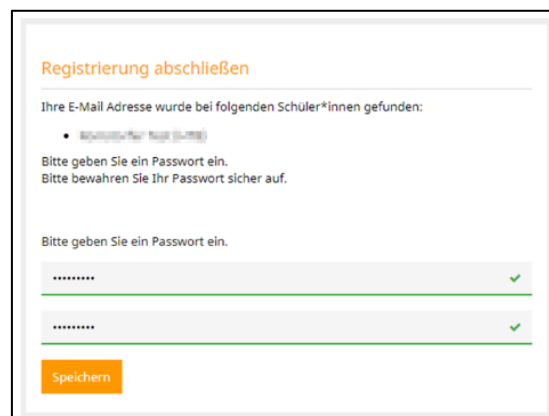 Registrierung abschließen
Ihre E-Mail Adresse wurde bei folgenden Schüler*innen gefunden:
Bitte geben Sie ein Passwort ein.
Bitte bewahren Sie Ihr Passwort sicher auf.
Bitte geben Sie ein Passwort ein.
•••••••••
•••••••••
Speichern